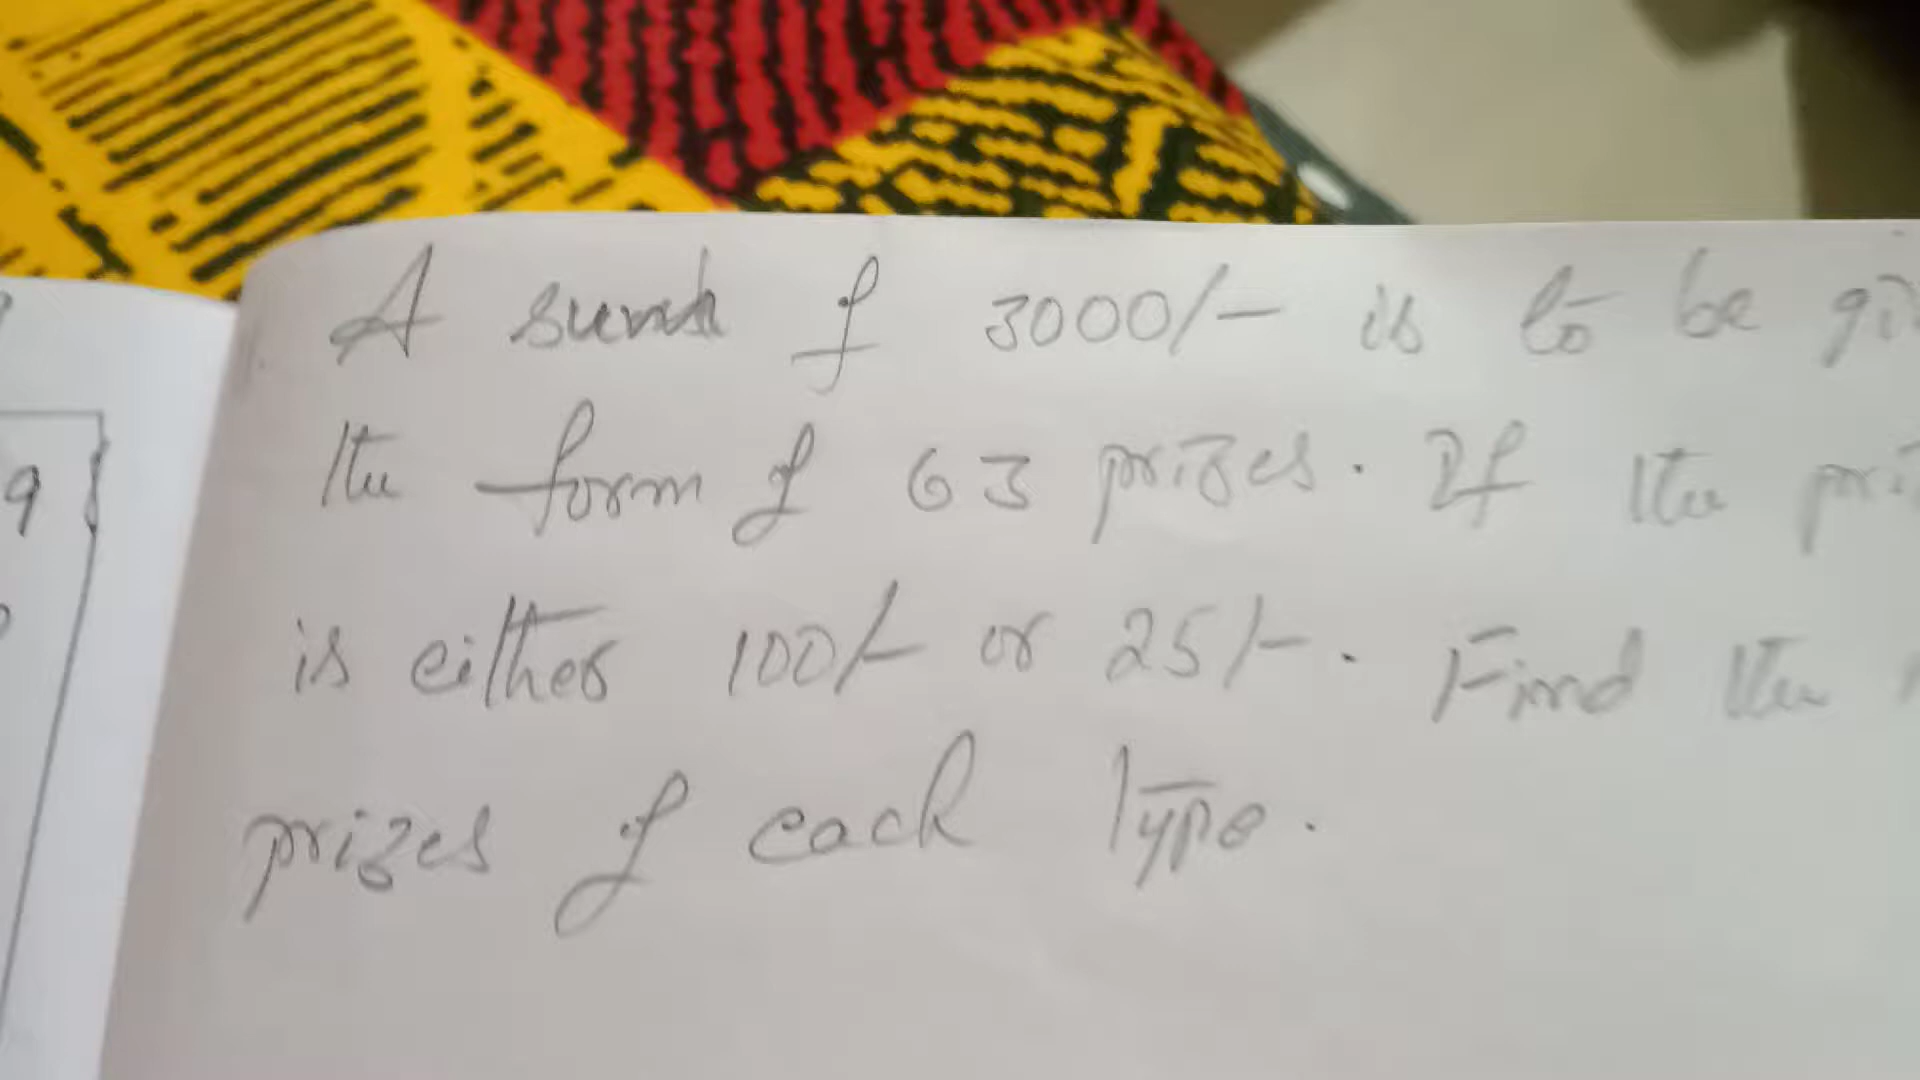 A sum of 3000/- is to be gi
the form of 63 prizes. If the pri
is either 100/- or 25/-. Find the
prizes of each type.
9